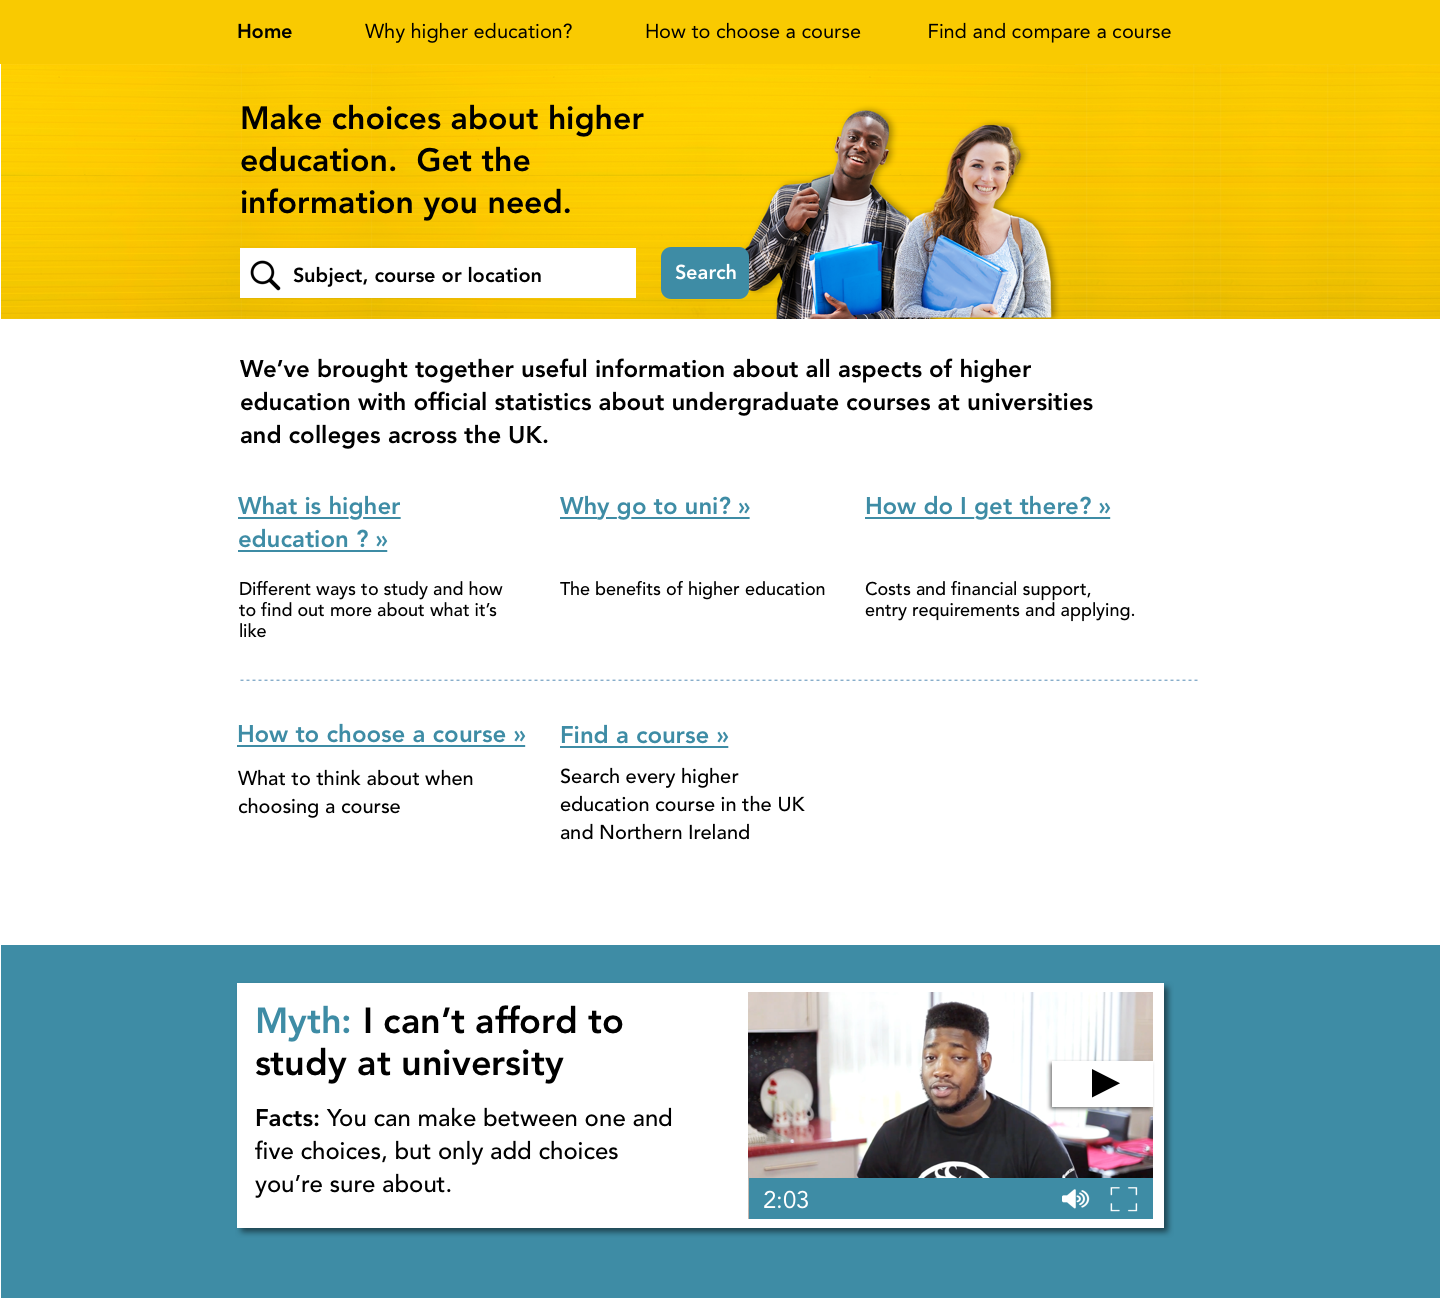 Home Why higher education? How to choose a course Find and compare a course
Make choices about higher
education.  Get the
information you need.
Subject, course or location
Search
We’ve brought together useful information about all aspects of higher
education with official statistics about undergraduate courses at universities
and colleges across the UK.
What is higher
education ? »
Different ways to study and how
to find out more about what it’s
like
Why go to uni? »
The benefits of higher education
How do I get there? »
Costs and financial support,
entry requirements and applying.
How to choose a course »
What to think about when
choosing a course
Find a course »
Search every higher
education course in the UK
and Northern Ireland
Myth: I can’t afford to
study at university
Facts: You can make between one and
five choices, but only add choices
you’re sure about.
2:03